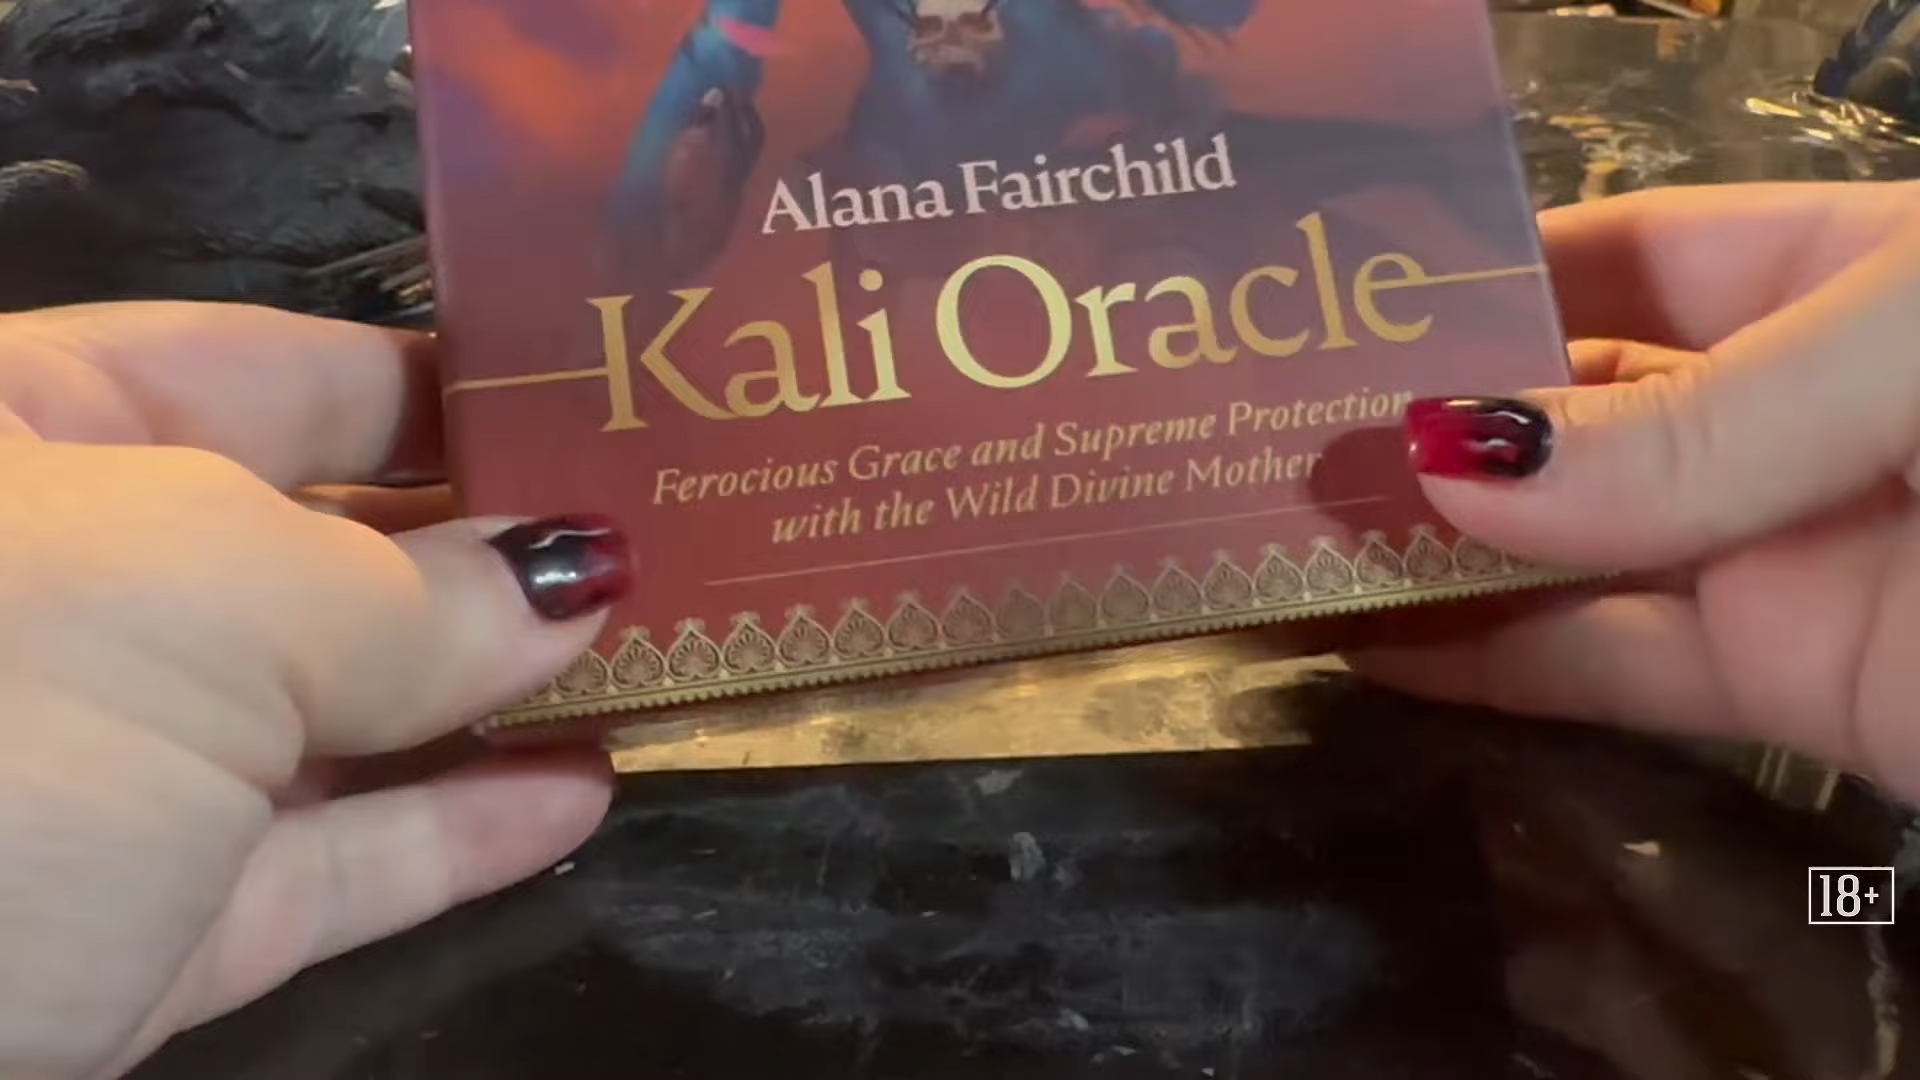 Alana Fairchild
Kali Oracle
Ferocious Grace and Supreme Protection
with the Wild Divine Mother
18+